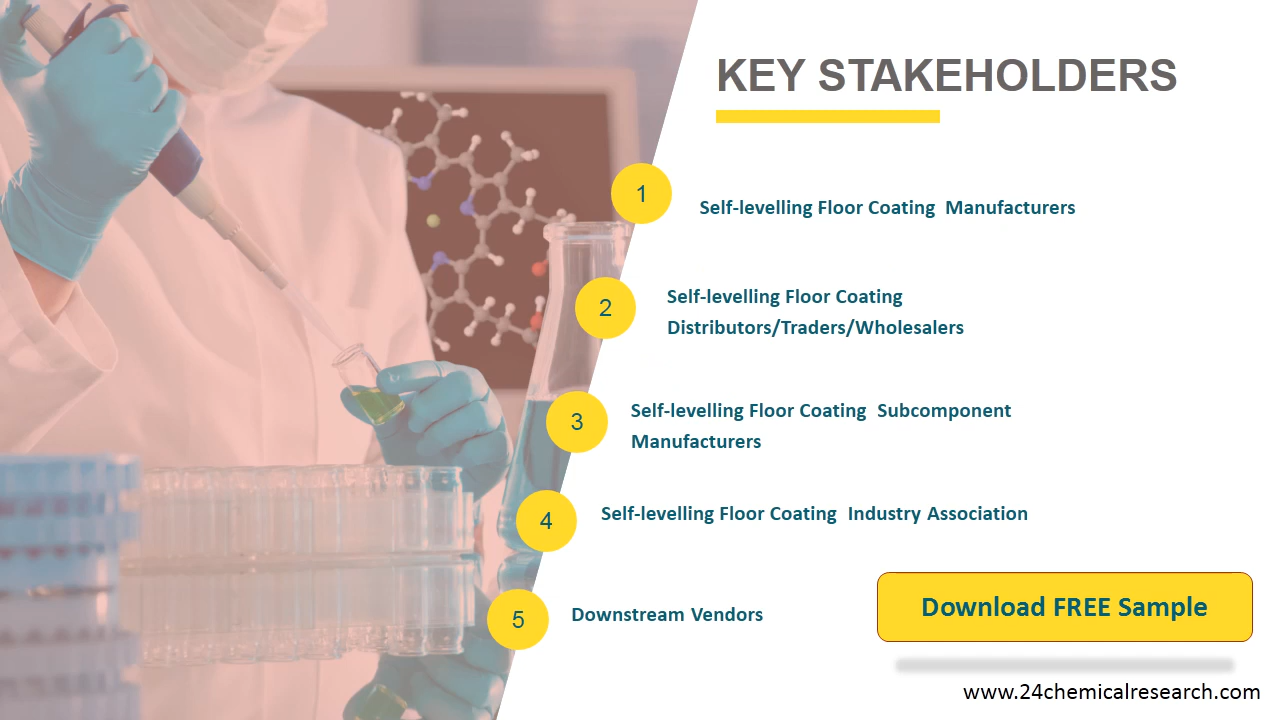 KEY STAKEHOLDERS
1
Self-levelling Floor Coating  Manufacturers
2
Self-levelling Floor Coating
Distributors/Traders/Wholesalers
3
Self-levelling Floor Coating  Subcomponent
Manufacturers
4
Self-levelling Floor Coating  Industry Association
5
Downstream Vendors
Download FREE Sample
www.24chemicalresearch.com